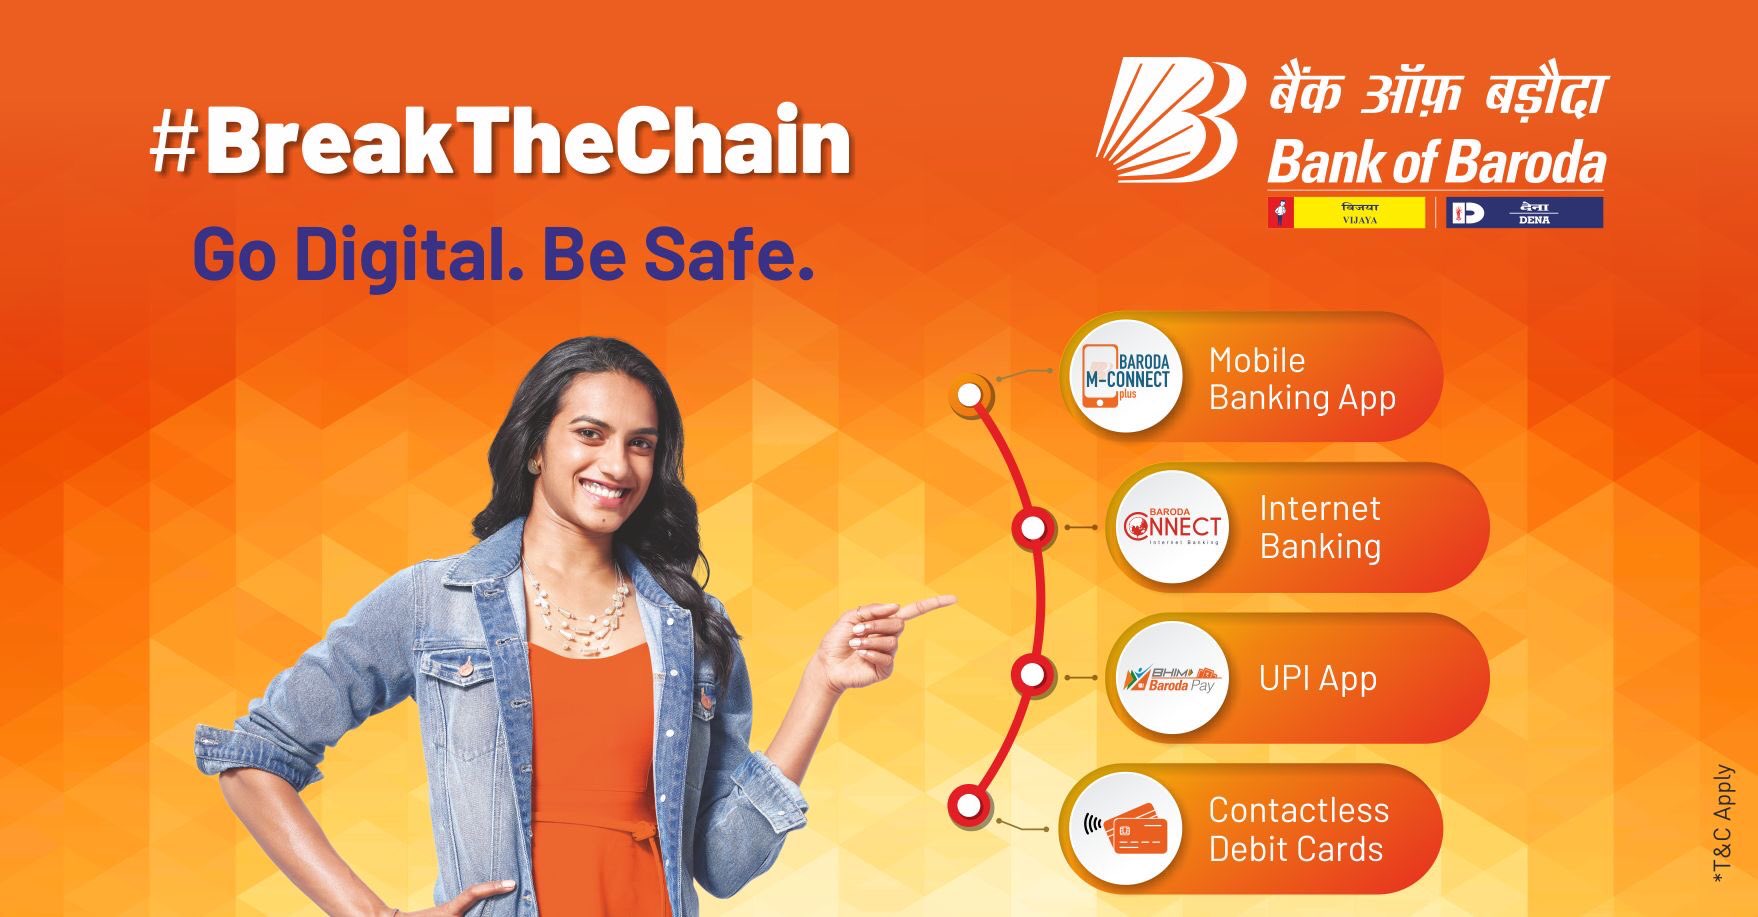 #BreakTheChain
Go Digital. Be Safe.
बैंक ऑफ़ बड़ौदा
Bank of Baroda
विजया
VIJAYA
देना
DENA
BARODA
M-CONNECT
plus
Mobile
Banking App
BARODA
CONNECT
Internet Banking
Internet
Banking
BHIM
Baroda Pay
UPI App
Contactless
Debit Cards
*T&C Apply